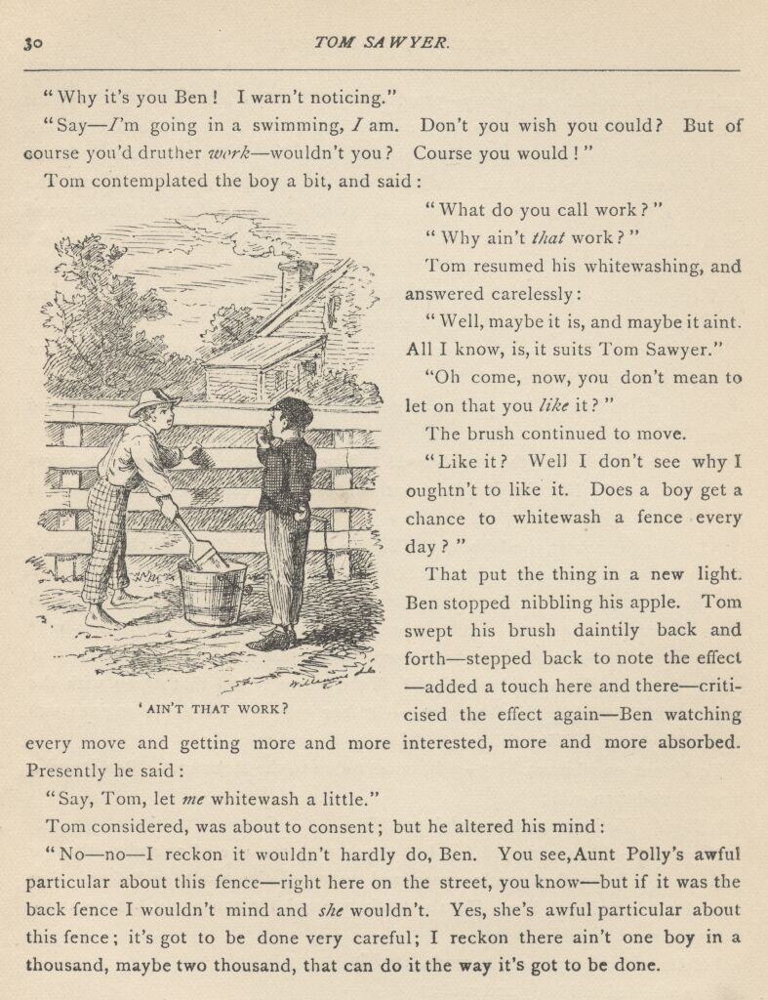 30
TOM SAWYER.
“Why it's you Ben! I warn't noticing.”
“Say—I'm going in a swimming, I am. Don't you wish you could? But of
course you'd druther work—wouldn't you? Course you would!”
Tom contemplated the boy a bit, and said:
“What do you call work?”
“Why ain't that work?”
Tom resumed his whitewashing, and
answered carelessly:
“Well, maybe it is, and maybe it aint.
All I know, is, it suits Tom Sawyer.”
“Oh come, now, you don't mean to
let on that you like it?”
The brush continued to move.
“Like it? Well I don't see why I
oughtn't to like it. Does a boy get a
chance to whitewash a fence every
day?”
That put the thing in a new light.
Ben stopped nibbling his apple. Tom
swept his brush daintily back and
forth—stepped back to note the effect
—added a touch here and there—criti-
cised the effect again—Ben watching
'AIN'T THAT WORK?
every move and getting more and more interested, more and more absorbed.
Presently he said:
“Say, Tom, let me whitewash a little.”
Tom considered, was about to consent; but he altered his mind:
“No—no—I reckon it wouldn't hardly do, Ben. You see, Aunt Polly's awful
particular about this fence—right here on the street, you know—but if it was the
back fence I wouldn't mind and she wouldn't. Yes, she's awful particular about
this fence; it's got to be done very careful; I reckon there ain't one boy in a
thousand, maybe two thousand, that can do it the way it's got to be done.